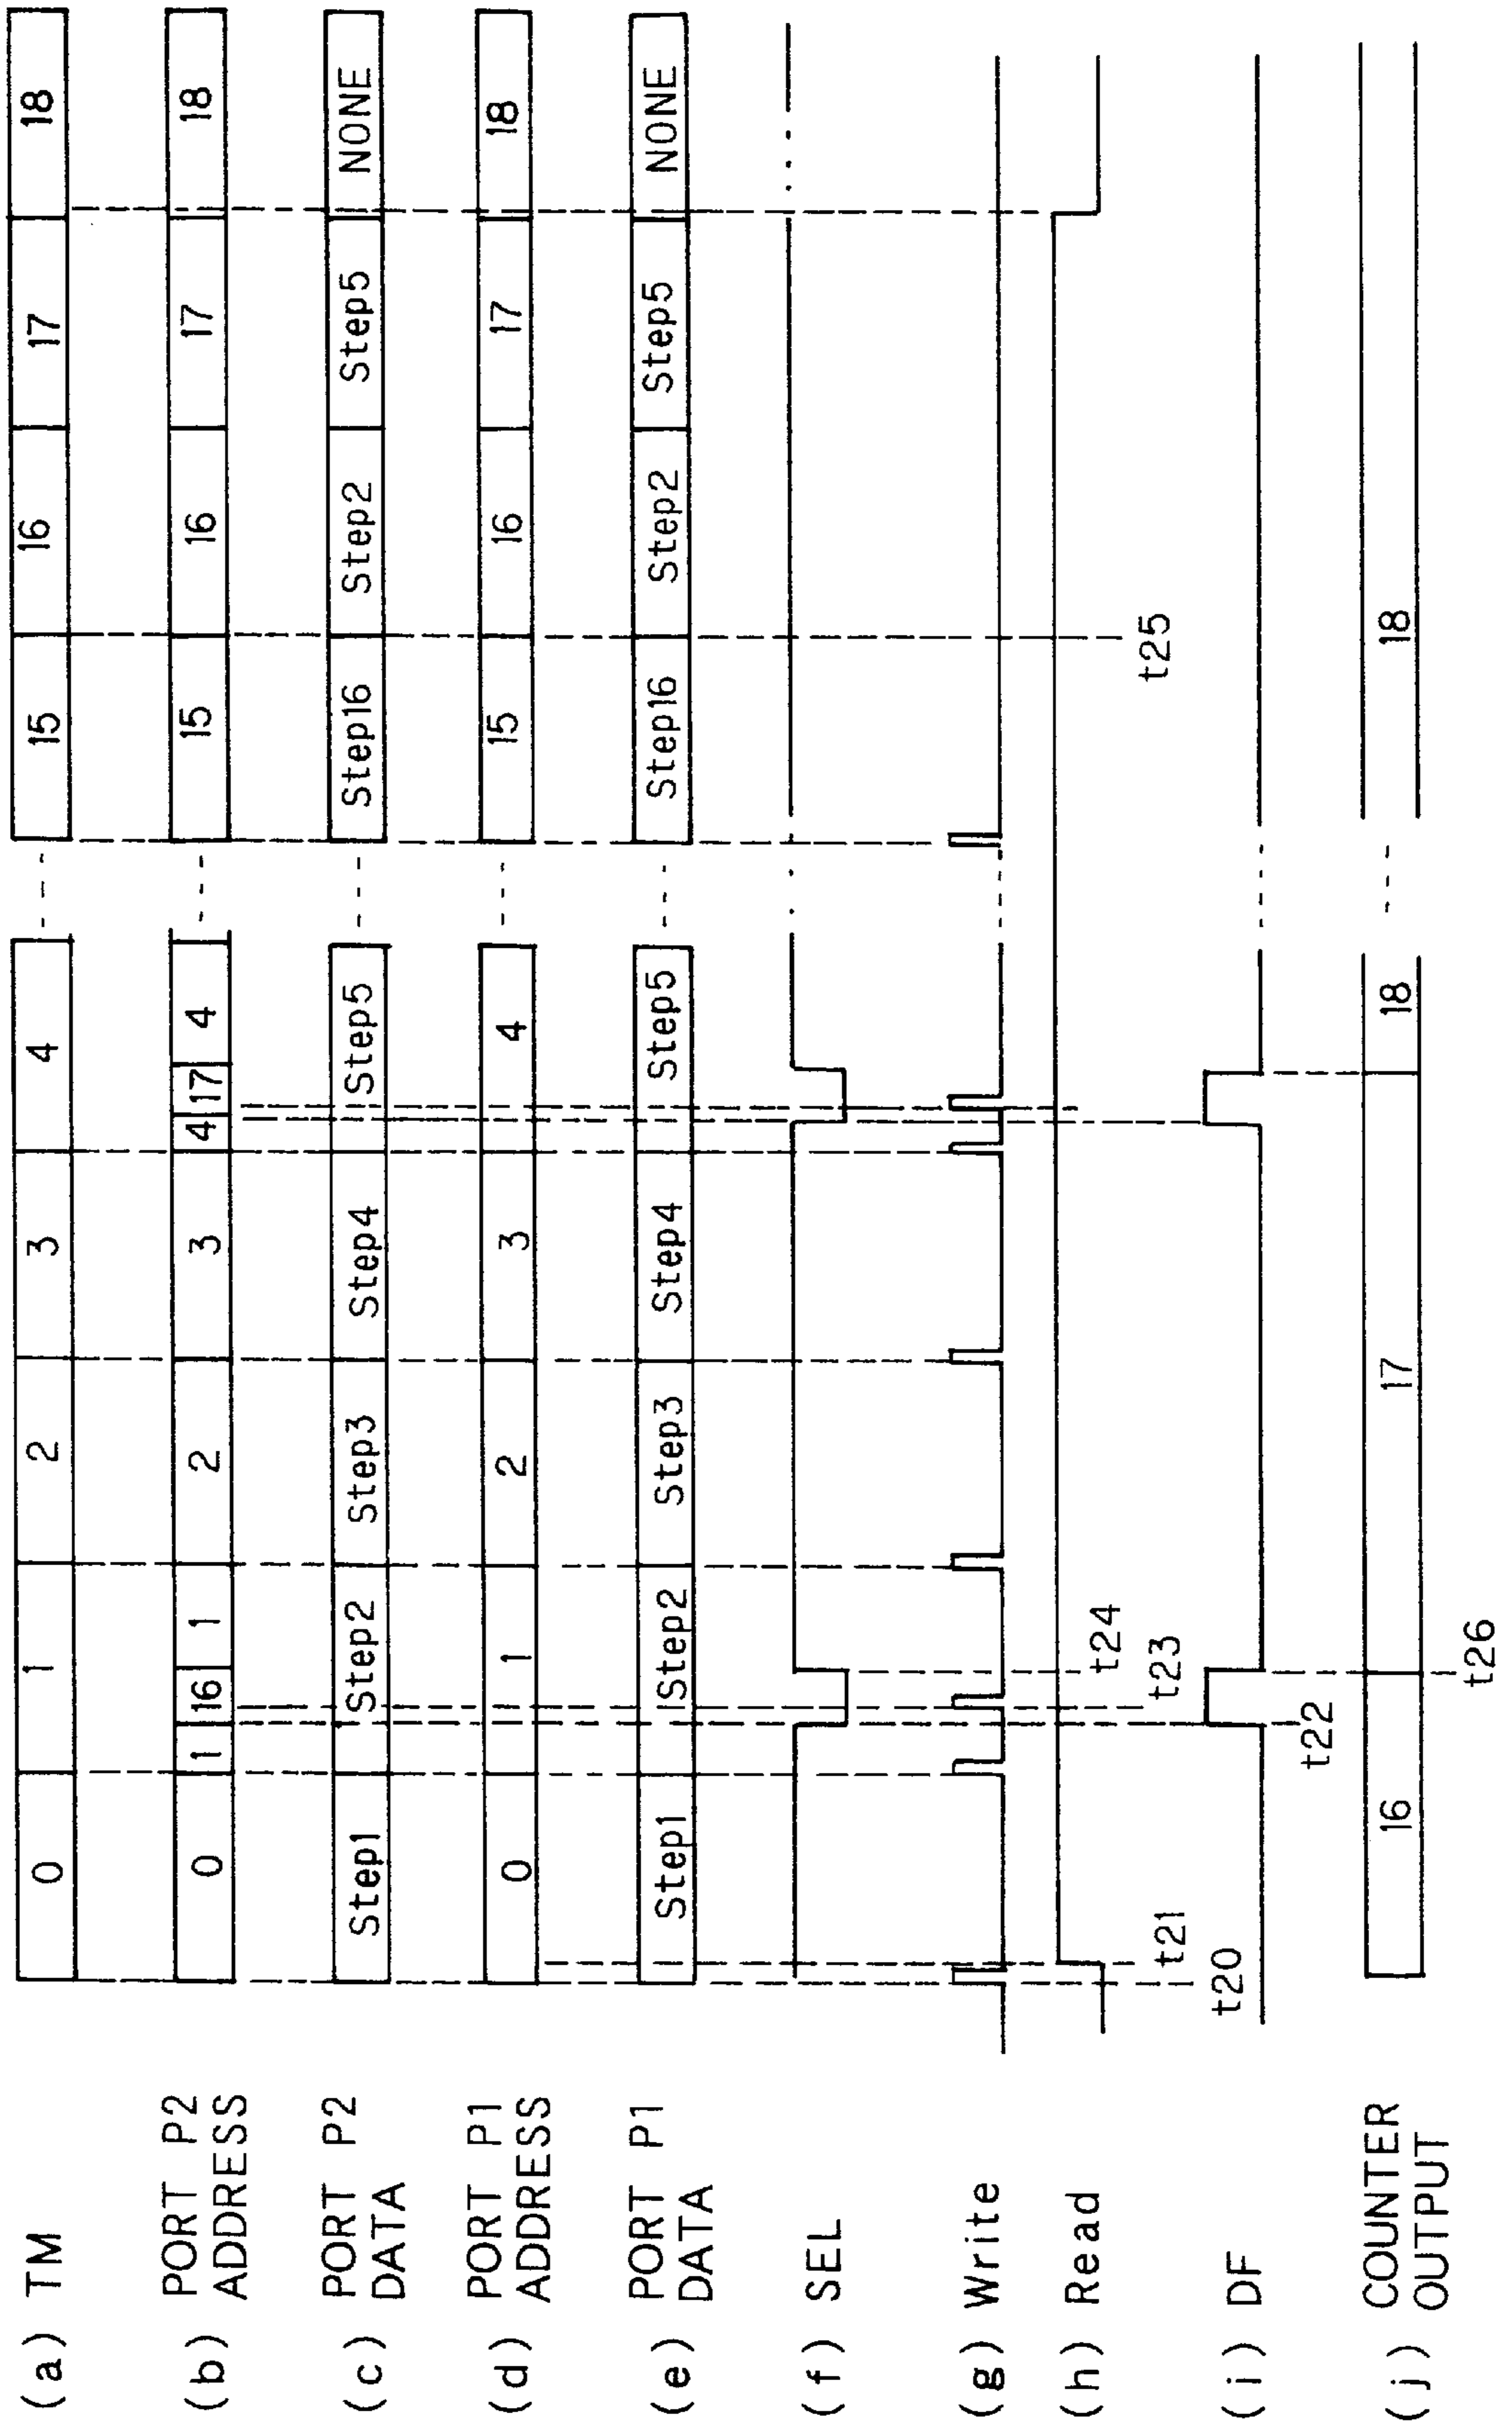 (a) TM
0 1 2 3 4 --- 15 16 17 18
(b) PORT P2
ADDRESS
0 1 16 1 2 3 4 17 4 --- 15 16 17 18
(c) PORT P2
DATA
Step1 Step2 Step3 Step4 Step5 --- Step16 Step2 Step5 NONE
(d) PORT P1
ADDRESS
0 1 2 3 4 --- 15 16 17 18
(e) PORT P1
DATA
Step1 Step2 Step3 Step4 Step5 --- Step16 Step2 Step5 NONE
(f) SEL
(g) Write
(h) Read
t21 t24
t23 t25
t20
(i) DF
t22
(j) COUNTER
OUTPUT
16 17 18 --- 18
t26